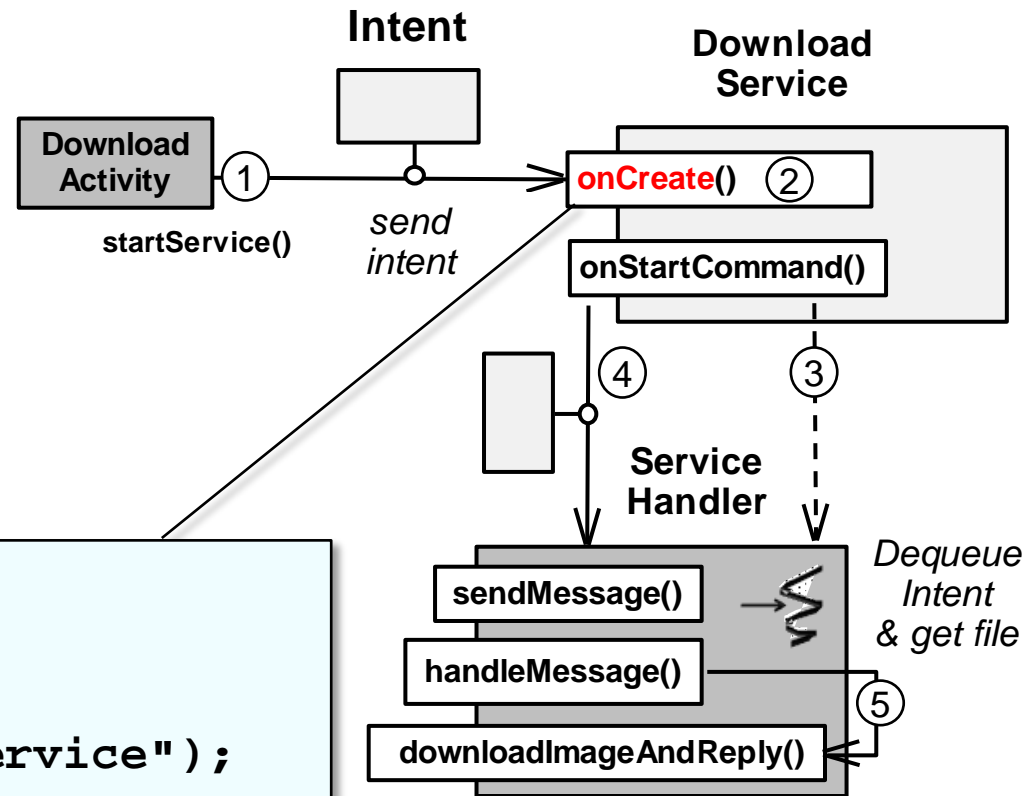 Intent
Download
Service
Download
Activity
1
onCreate()
2
send
intent
startService()
onStartCommand()
4
3
Service
Handler
Dequeue
Intent
& get file
sendMessage()
handleMessage()
5
downloadImageAndReply()
ervice");